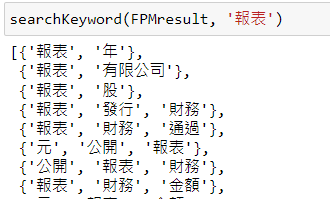 searchKeyword(FPMresult, '報表')
[{'報表', '年'},
{'報表', '有限公司'},
{'報表', '股'},
{'報表', '發行', '財務'},
{'報表', '財務', '通過'},
{'元', '公開', '報表'},
{'公開', '報表', '財務'},
{'報表', '財務', '金額'},